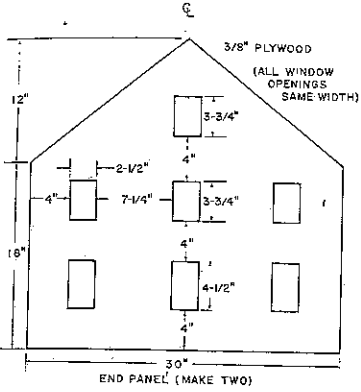 ℄
3/8" PLYWOOD
(ALL WINDOW
OPENINGS
SAME WIDTH)
12"
3-3/4"
4"
2-1/2"
4"
7-1/4"
3-3/4"
18"
4"
4-1/2"
4"
30"
END PANEL (MAKE TWO)